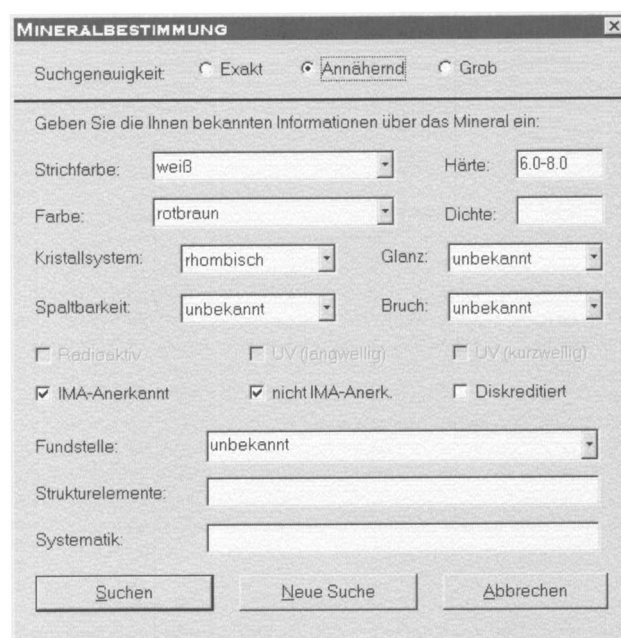 MINERALBESTIMMUNG
Suchgenauigkeit: Exakt Annähernd Grob
Geben Sie die Ihnen bekannten Informationen über das Mineral ein:
Strichfarbe: weiß Härte: 6.0-8.0
Farbe: rotbraun Dichte:
Kristallsystem: rhombisch Glanz: unbekannt
Spaltbarkeit: unbekannt Bruch: unbekannt
Radioaktiv UV (langwellig) UV (kurzwellig)
IMA-Anerkannt nicht IMA-Anerk. Diskreditiert
Fundstelle: unbekannt
Strukturelemente:
Systematik:
Suchen Neue Suche Abbrechen